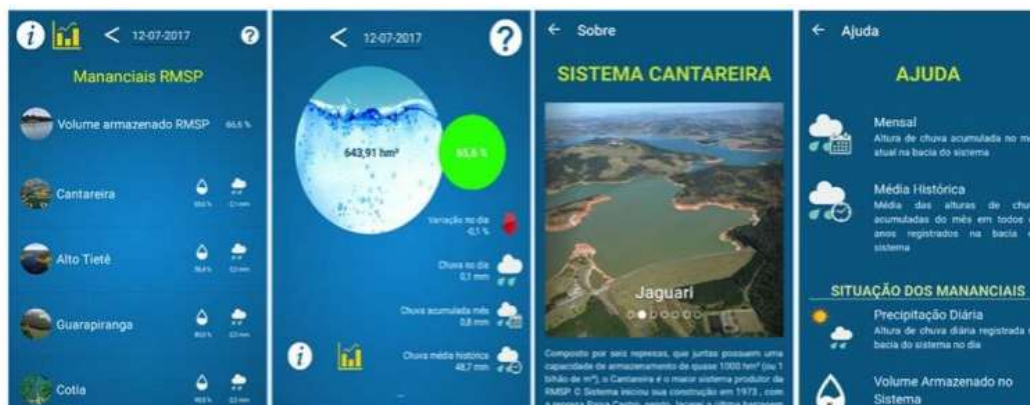 12-07-2017
?
Mananciais RMSP
Volume armazenado RMSP 66,6 %
Cantareira
Alto Tietê
Guarapiranga
Cotia
12-07-2017
?
643,91 hm³
65,6 %
Variação no dia
-0,1 %
Chuva no dia
0,1 mm
Chuva acumulada mês
0,8 mm
Chuva média histórica
48,7 mm
← Sobre
SISTEMA CANTAREIRA
Jaguari
Composto por seis represas, que juntas possuem uma
capacidade de armazenamento de quase 1000 hm³ (ou 1
bilhão de m³), o Cantareira é o maior sistema produtor da
RMSP. O Sistema iniciou sua construção em 1973 , com
← Ajuda
AJUDA
Mensal
Altura de chuva acumulada no m
atual na bacia do sistema
Média Histórica
Média das alturas de chu
acumuladas do mês em todos
anos registrados na bacia
sistema
SITUAÇÃO DOS MANANCIAIS
Precipitação Diária
Altura de chuva diária registrada
bacia do sistema no dia
Volume Armazenado no
Sistema